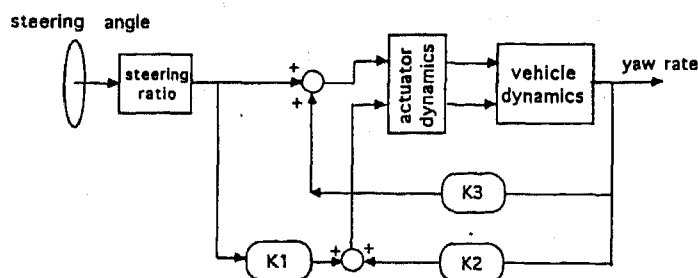 steering angle
steering
ratio
+
+
actuator
dynamics
vehicle
dynamics
yaw rate
K3
K1
+
+
K2